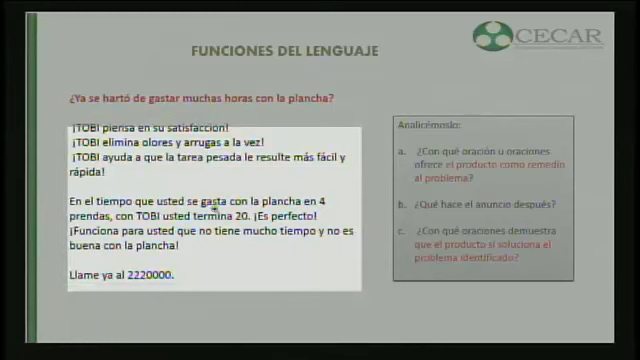 CECAR
FUNCIONES DEL LENGUAJE
¿Ya se hartó de gastar muchas horas con la plancha?
¡TOBI piensa en su satisfacción!
¡TOBI elimina olores y arrugas a la vez!
¡TOBI ayuda a que la tarea pesada le resulte más fácil y
rápida!
En el tiempo que usted se gasta con la plancha en 4
prendas, con TOBI usted termina 20. ¡Es perfecto!
¡Funciona para usted que no tiene mucho tiempo y no es
buena con la plancha!
Llame ya al 2220000.
Analicémoslo:
a. ¿Con qué oración u oraciones
ofrece el producto como remedio
al problema?
b. ¿Qué hace el anuncio después?
c. ¿Con qué oraciones demuestra
que el producto sí soluciona el
problema identificado?